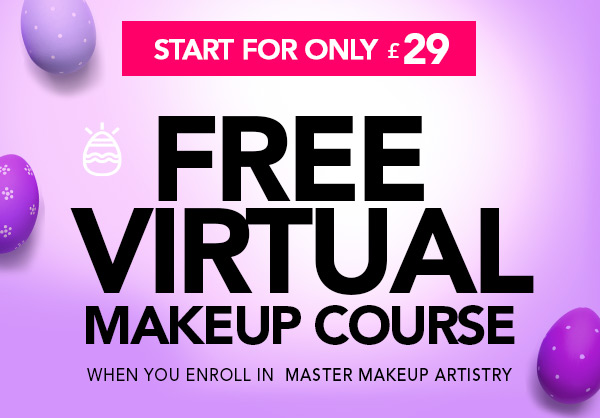 START FOR ONLY £29
FREE
VIRTUAL
MAKEUP COURSE
WHEN YOU ENROLL IN MASTER MAKEUP ARTISTRY